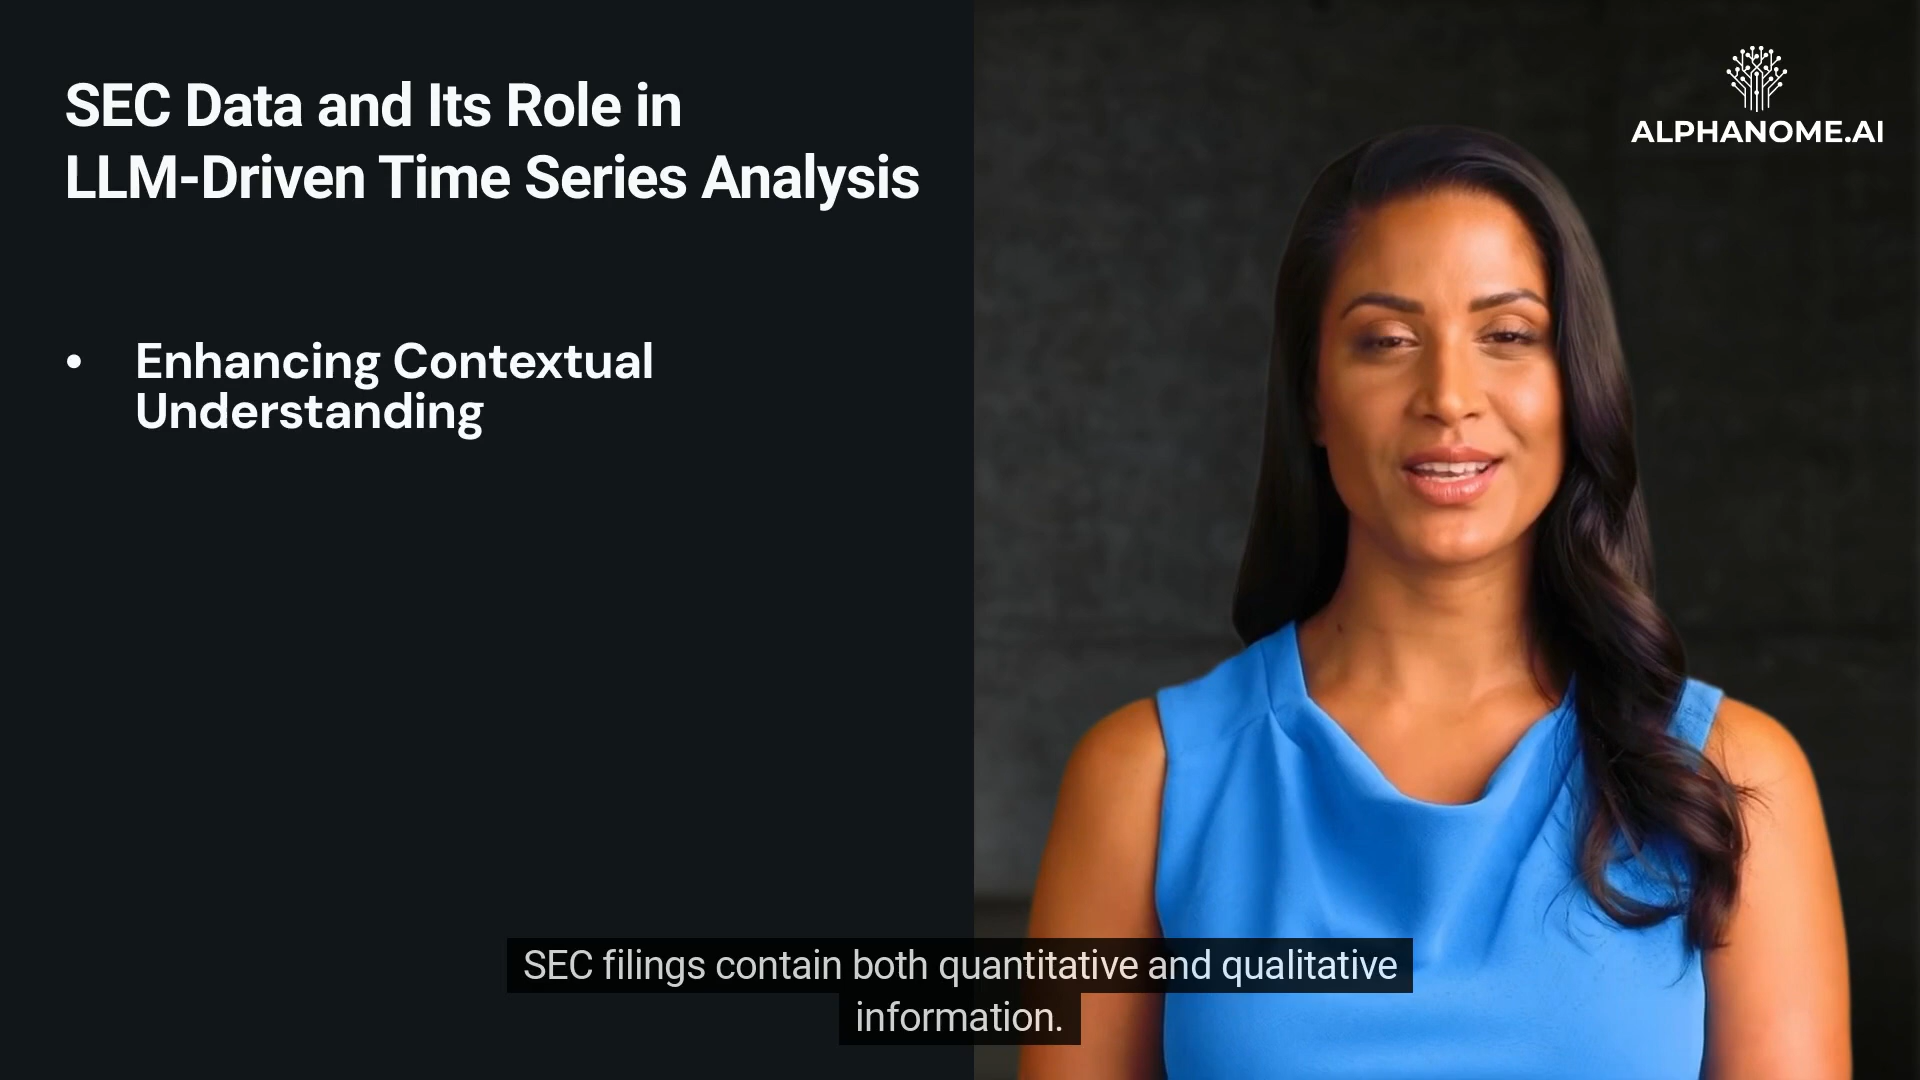 SEC Data and Its Role in
LLM-Driven Time Series Analysis
ALPHANOME.AI
• Enhancing Contextual
Understanding
SEC filings contain both quantitative and qualitative
information.